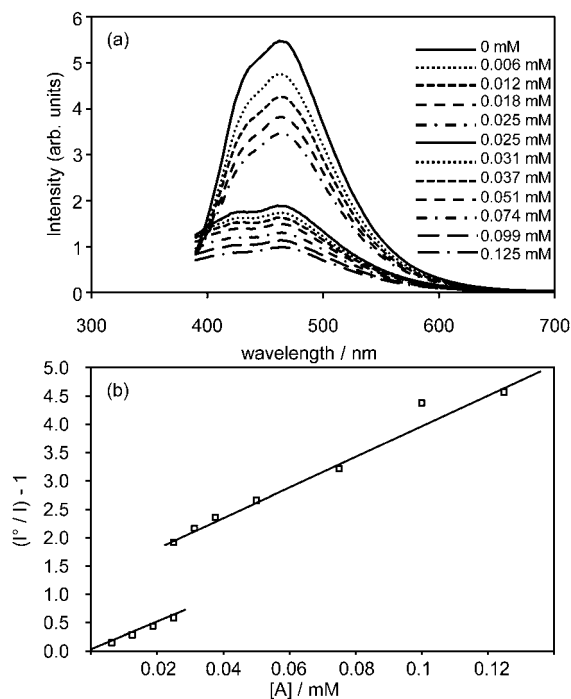 6
(a)
0 mM
0.006 mM
5
0.012 mM
0.018 mM
4
0.025 mM
0.025 mM
3
0.031 mM
0.037 mM
2
0.051 mM
0.074 mM
1
0.099 mM
0.125 mM
0
Intensity (arb. units)
300 400 500 600 700
wavelength / nm
5.0
(b)
4.5
4.0
3.5
3.0
2.5
2.0
1.5
1.0
0.5
0.0
(I° / I) - 1
0.02 0.04 0.06 0.08 0.1 0.12
[A] / mM